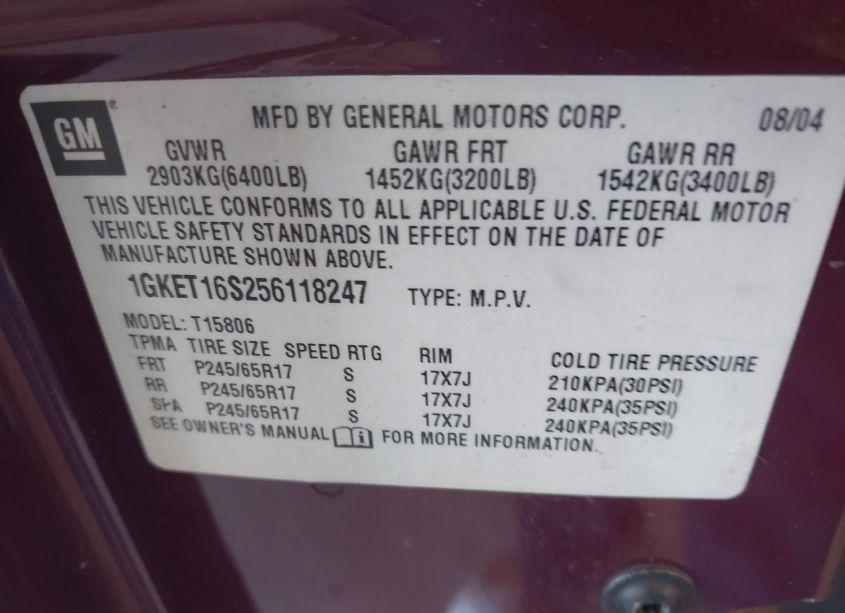 GM ® MFD BY GENERAL MOTORS CORP. 08/04
GVWR GAWR FRT GAWR RR
2903KG(6400LB) 1452KG(3200LB) 1542KG(3400LB)
THIS VEHICLE CONFORMS TO ALL APPLICABLE U.S. FEDERAL MOTOR
VEHICLE SAFETY STANDARDS IN EFFECT ON THE DATE OF
MANUFACTURE SHOWN ABOVE.
1GKET16S256118247 TYPE: M.P.V.
MODEL: T15806
TPMA TIRE SIZE SPEED RTG RIM COLD TIRE PRESSURE
FRT P245/65R17 S 17X7J 210KPA(30PSI)
RR P245/65R17 S 17X7J 240KPA(35PSI)
SPA P245/65R17 S 17X7J 240KPA(35PSI)
SEE OWNER'S MANUAL i FOR MORE INFORMATION.